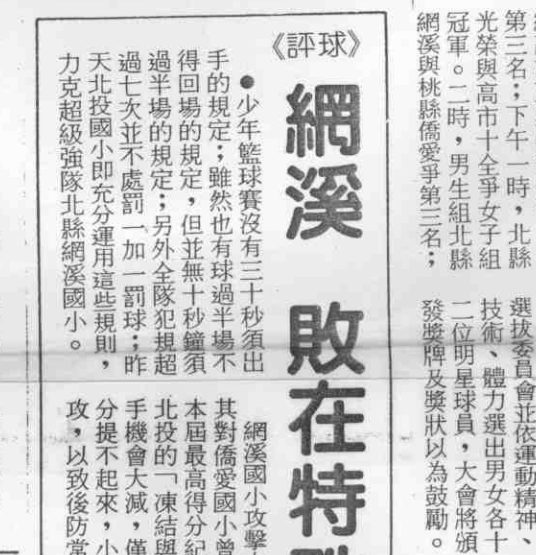 第三名；下午一時，北縣
光榮與高市十全爭女子組
冠軍。二時，男生組北縣
網溪與桃縣僑愛爭第三名；
選拔委員會並依運動精神、
技術、體力選出男女各十
二位明星球員，大會將頒
發獎牌及獎狀以為鼓勵。
《評球》
網溪 敗在特
●少年籃球賽沒有三十秒須出
手的規定；雖然也有球過半場不
得回場的規定，但並無十秒鐘須
過半場的規定；另外全隊犯規超
過七次並不處罰一加一罰球；昨
天北投國小即充分運用這些規則，
力克超級強隊北縣網溪國小。
網溪國小攻擊
其對僑愛國小曾
本屆最高得分紀
北投的「凍結與
手機會大減，僅
分提不起來，小
攻，以致後防常